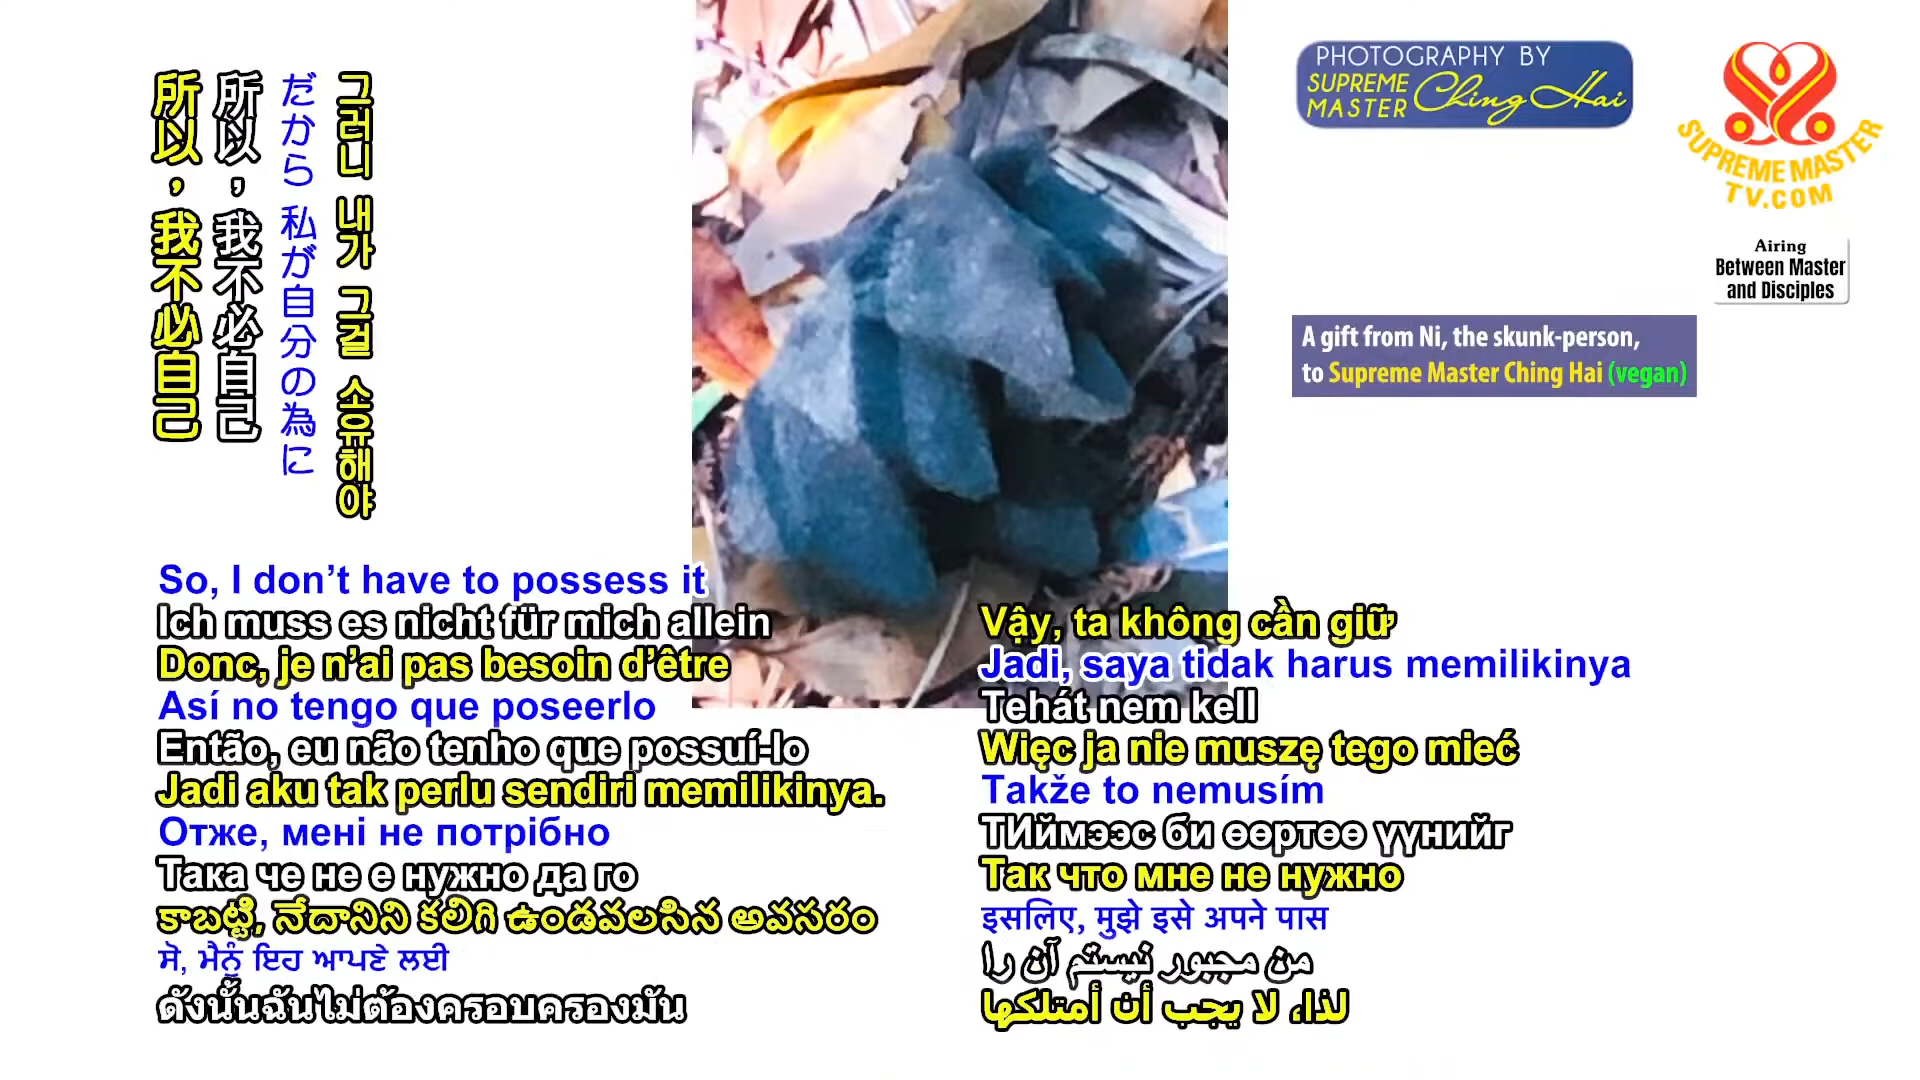 所以，我不必自己
所以，我不必自己
だから 私が自分の為に
그러니 내가 그걸 소유해야
PHOTOGRAPHY BY
SUPREME
MASTER Ching Hai
SUPREME MASTER
TV.COM
Airing
Between Master
and Disciples
A gift from Ni, the skunk-person,
to Supreme Master Ching Hai (vegan)
So, I don’t have to possess it
Ich muss es nicht für mich allein
Donc, je n’ai pas besoin d’être
Así no tengo que poseerlo
Então, eu não tenho que possuí-lo
Jadi aku tak perlu sendiri memilikinya.
Отже, мені не потрібно
Така че не е нужно да го
కాబట్టి, నేదానిని కలిగి ఉండవలసిన అవసరం
ਸੋ, ਮੈਨੂੰ ਇਹ ਆਪਣੇ ਲਈ
ดังนั้นฉันไม่ต้องครอบครองมัน
Vậy, ta không cần giữ
Jadi, saya tidak harus memilikinya
Tehát nem kell
Więc ja nie muszę tego mieć
Takže to nemusím
ТИймээс би өөртөө үүнийг
Так что мне не нужно
इसलिए, मुझे इसे अपने पास
من مجبور نیستم آن را
لذا، لا يجب أن أمتلكها